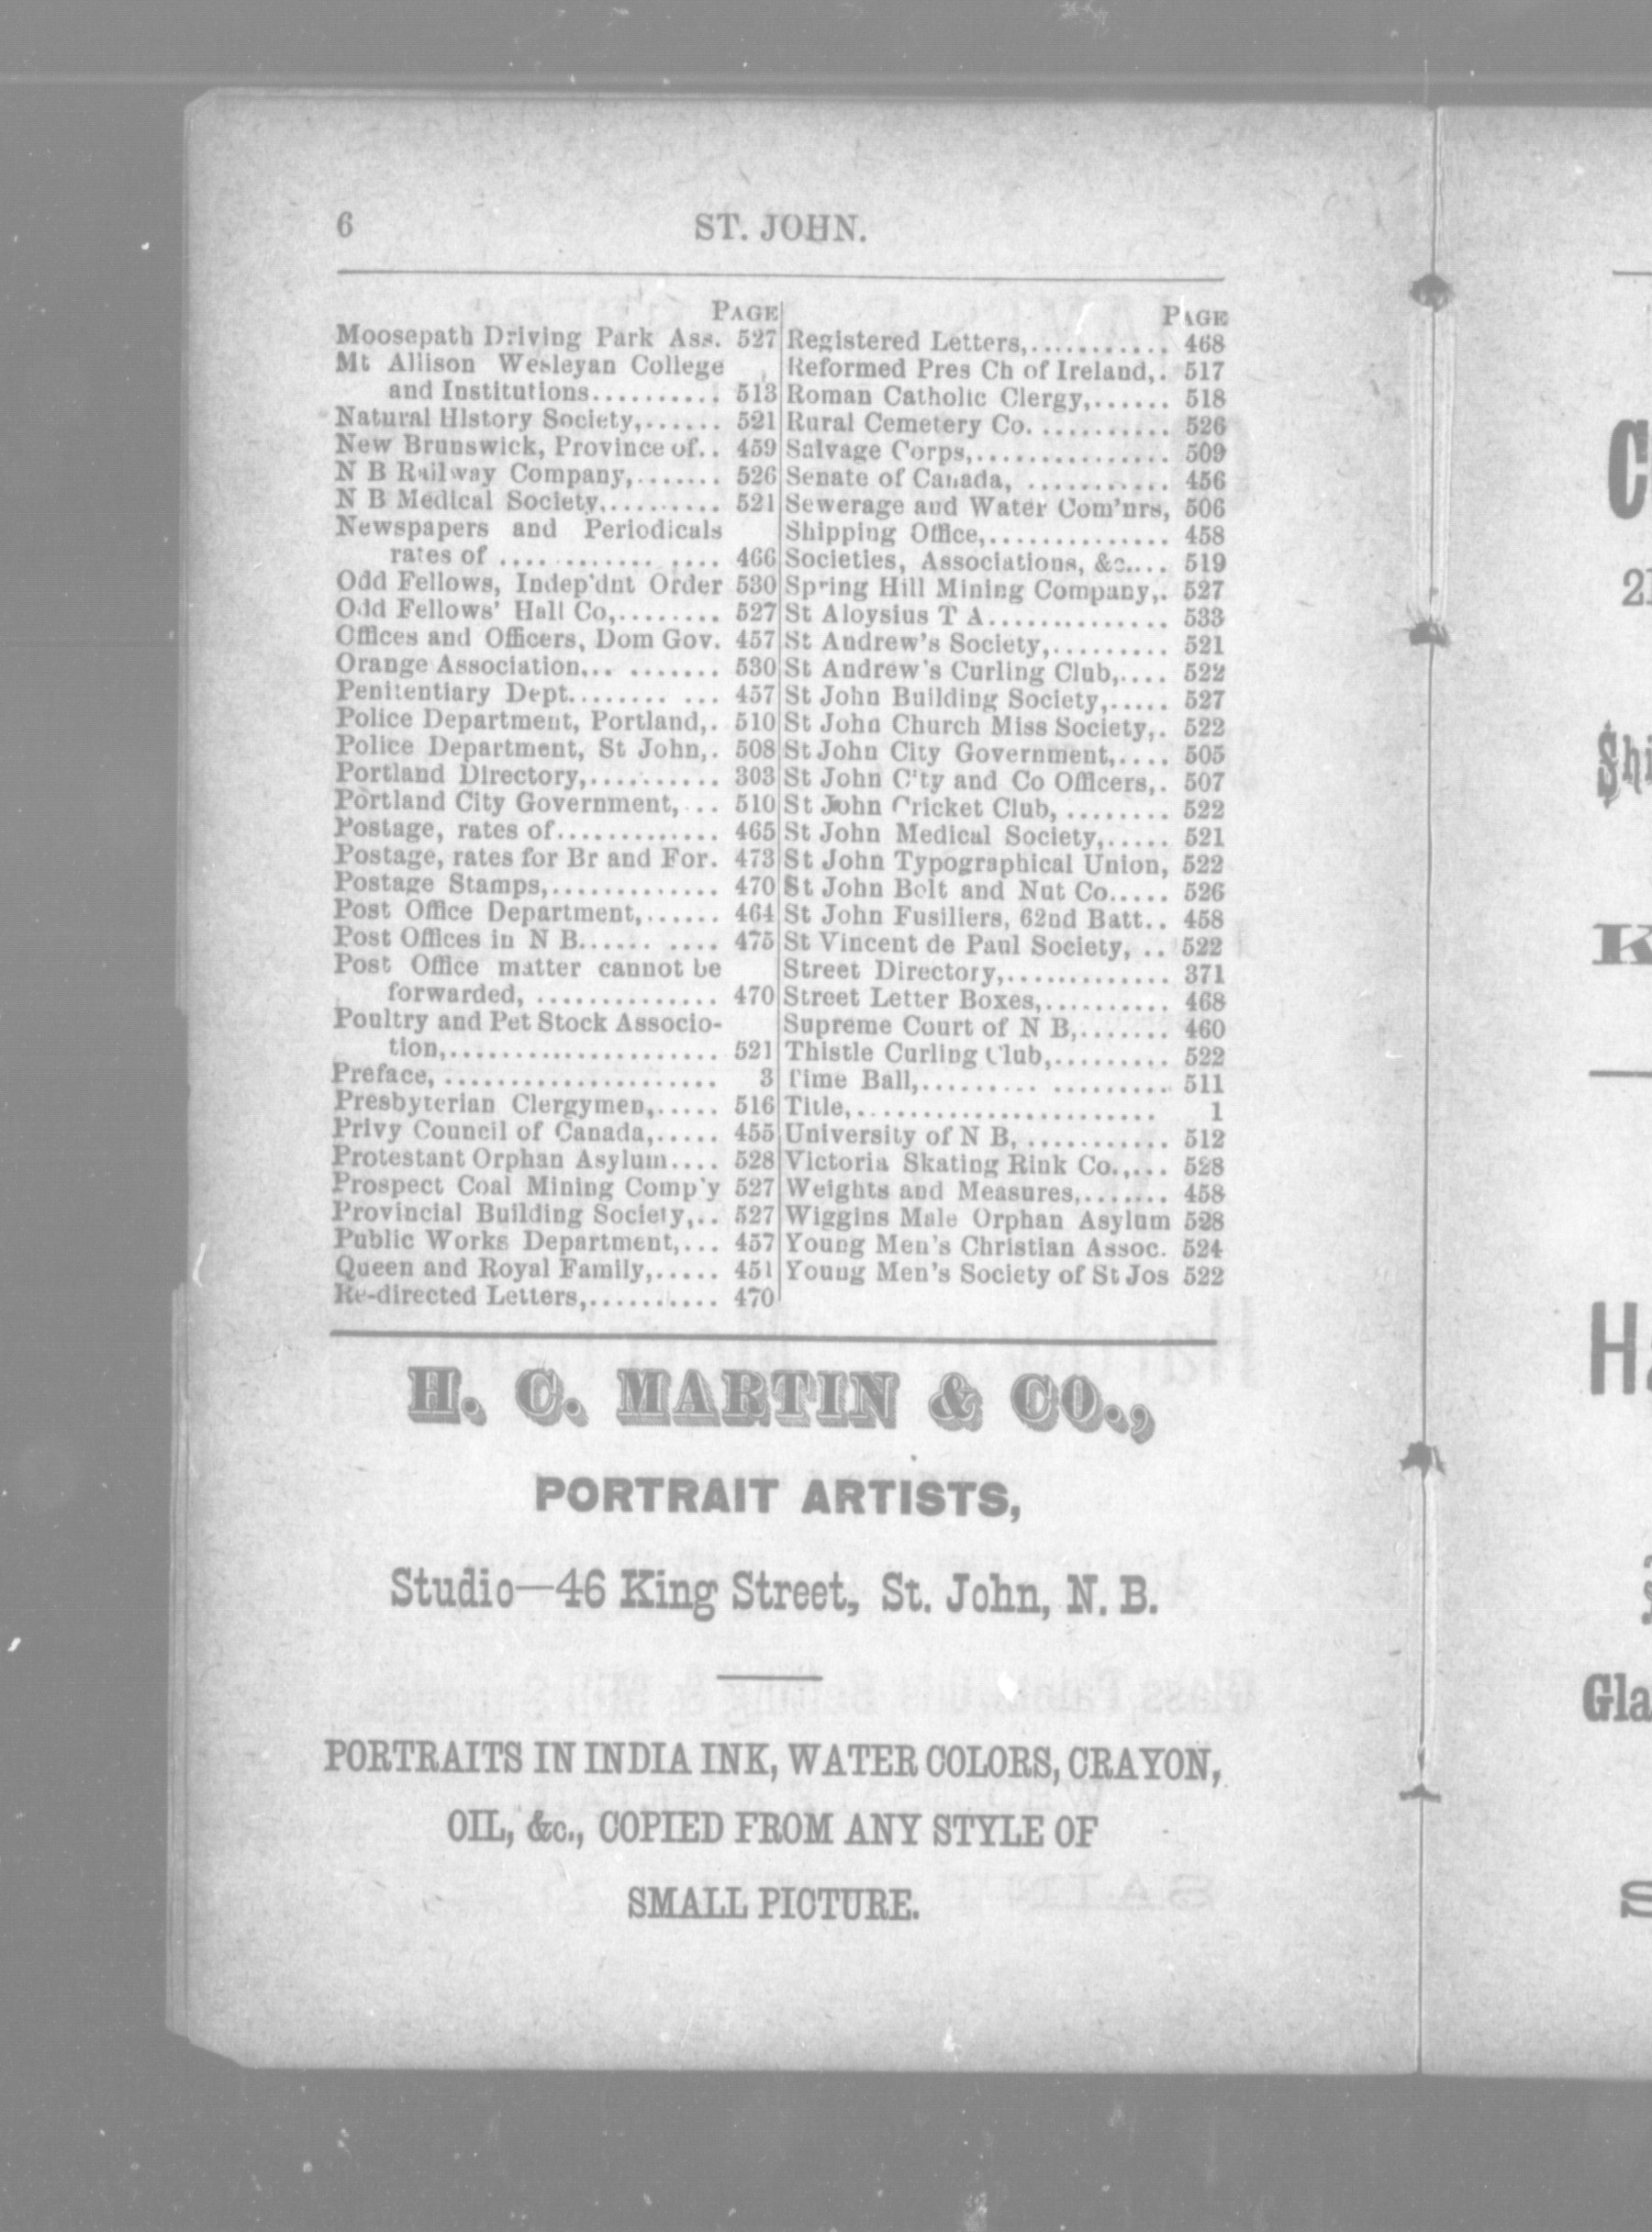 6
ST. JOHN.
PAGE
Moosepath Driving Park Ass. 527
Mt Allison Wesleyan College
and Institutions.......... 513
Natural History Society,...... 521
New Brunswick, Province of.. 459
N B Railway Company,....... 526
N B Medical Society.......... 521
Newspapers and Periodicals
rates of .... ........... .... 466
Odd Fellows, Indep'dnt Order 530
Odd Fellows' Hall Co,........ 527
Offices and Officers, Dom Gov. 457
Orange Association... ....... 530
Penitentiary Dept........ ... 457
Police Department, Portland,. 510
Police Department, St John,. 508
Portland Directory,.......... 303
Portland City Government,... 510
Postage, rates of............. 465
Postage, rates for Br and For. 473
Postage Stamps,............. 470
Post Office Department,...... 464
Post Offices in N B...... .... 475
Post Office matter cannot be
forwarded, .............. 470
Poultry and Pet Stock Associo-
tion,..................... 521
Preface, ..................... 3
Presbyterian Clergymen,..... 516
Privy Council of Canada,..... 455
Protestant Orphan Asylum.... 528
Prospect Coal Mining Comp'y 527
Provincial Building Society,.. 527
Public Works Department,... 457
Queen and Royal Family,..... 451
Re-directed Letters,.......... 470
PAGE
Registered Letters,........... 468
Reformed Pres Ch of Ireland,. 517
Roman Catholic Clergy,...... 518
Rural Cemetery Co. .......... 526
Salvage Corps,............... 509
Senate of Canada, ........... 456
Sewerage and Water Com'nrs, 506
Shipping Office,.............. 458
Societies, Associations, &c.... 519
Spring Hill Mining Company,. 527
St Aloysius T A.............. 533
St Andrew's Society,......... 521
St Andrew's Curling Club,.... 522
St John Building Society,..... 527
St John Church Miss Society,. 522
St John City Government,.... 505
St John City and Co Officers,. 507
St John Cricket Club, ........ 522
St John Medical Society,..... 521
St John Typographical Union, 522
St John Bolt and Nut Co..... 526
St John Fusiliers, 62nd Batt.. 458
St Vincent de Paul Society, .. 522
Street Directory,............. 371
Street Letter Boxes,.......... 468
Supreme Court of N B,....... 460
Thistle Curling Club,......... 522
Time Ball,......... ......... 511
Title,....................... 1
University of N B, ........... 512
Victoria Skating Rink Co.,... 528
Weights and Measures,....... 458
Wiggins Male Orphan Asylum 528
Young Men's Christian Assoc. 524
Young Men's Society of St Jos 522
H. C. MARTIN & CO.,
PORTRAIT ARTISTS,
Studio—46 King Street, St. John, N. B.
PORTRAITS IN INDIA INK, WATER COLORS, CRAYON,
OIL, &c., COPIED FROM ANY STYLE OF
SMALL PICTURE.